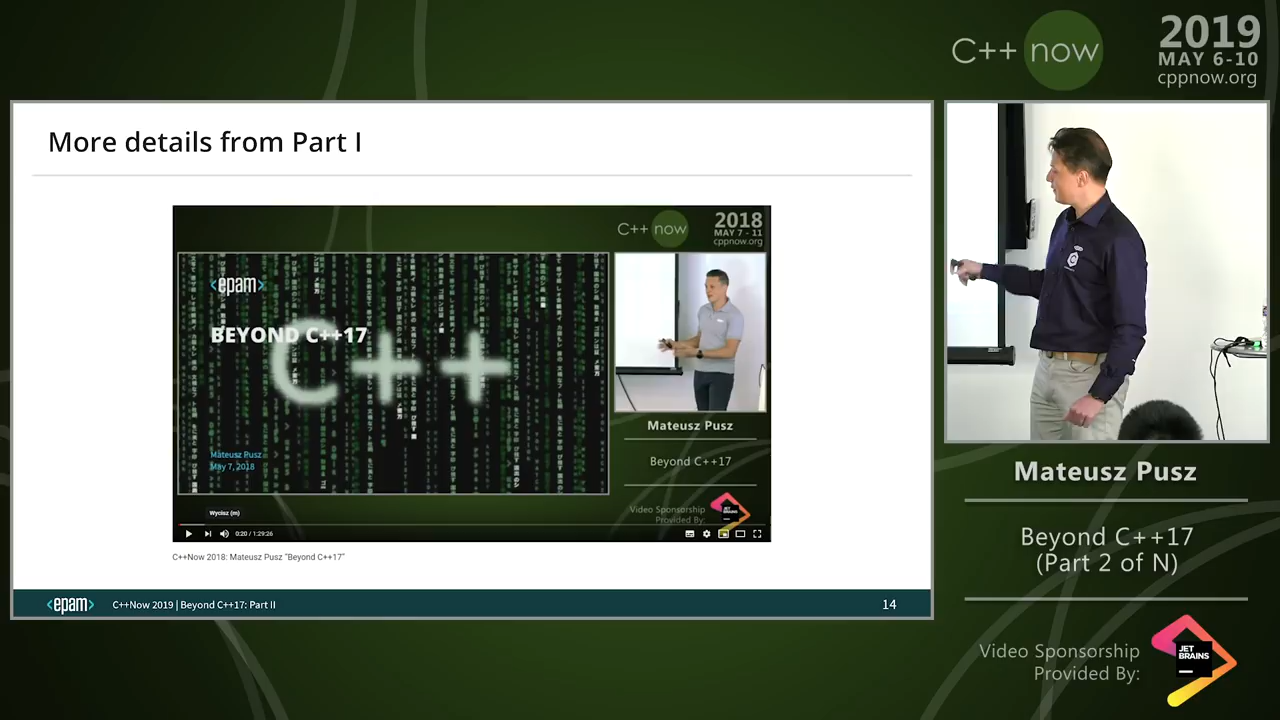 C++ now
2019
MAY 6-10
cppnow.org
More details from Part I
C++ now
2018
MAY 7 - 11
cppnow.org
<epam>
BEYOND C++17
C++
Mateusz Pusz
May 7, 2018
Mateusz Pusz
Beyond C++17
Video Sponsorship
Provided By:
JET
BRAINS
Wycisz (m)
0:20 / 1:29:26
C++Now 2018: Mateusz Pusz "Beyond C++17"
<epam> C++Now 2019 | Beyond C++17: Part II 14
Mateusz Pusz
Beyond C++17
(Part 2 of N)
Video Sponsorship
Provided By:
JET
BRAINS